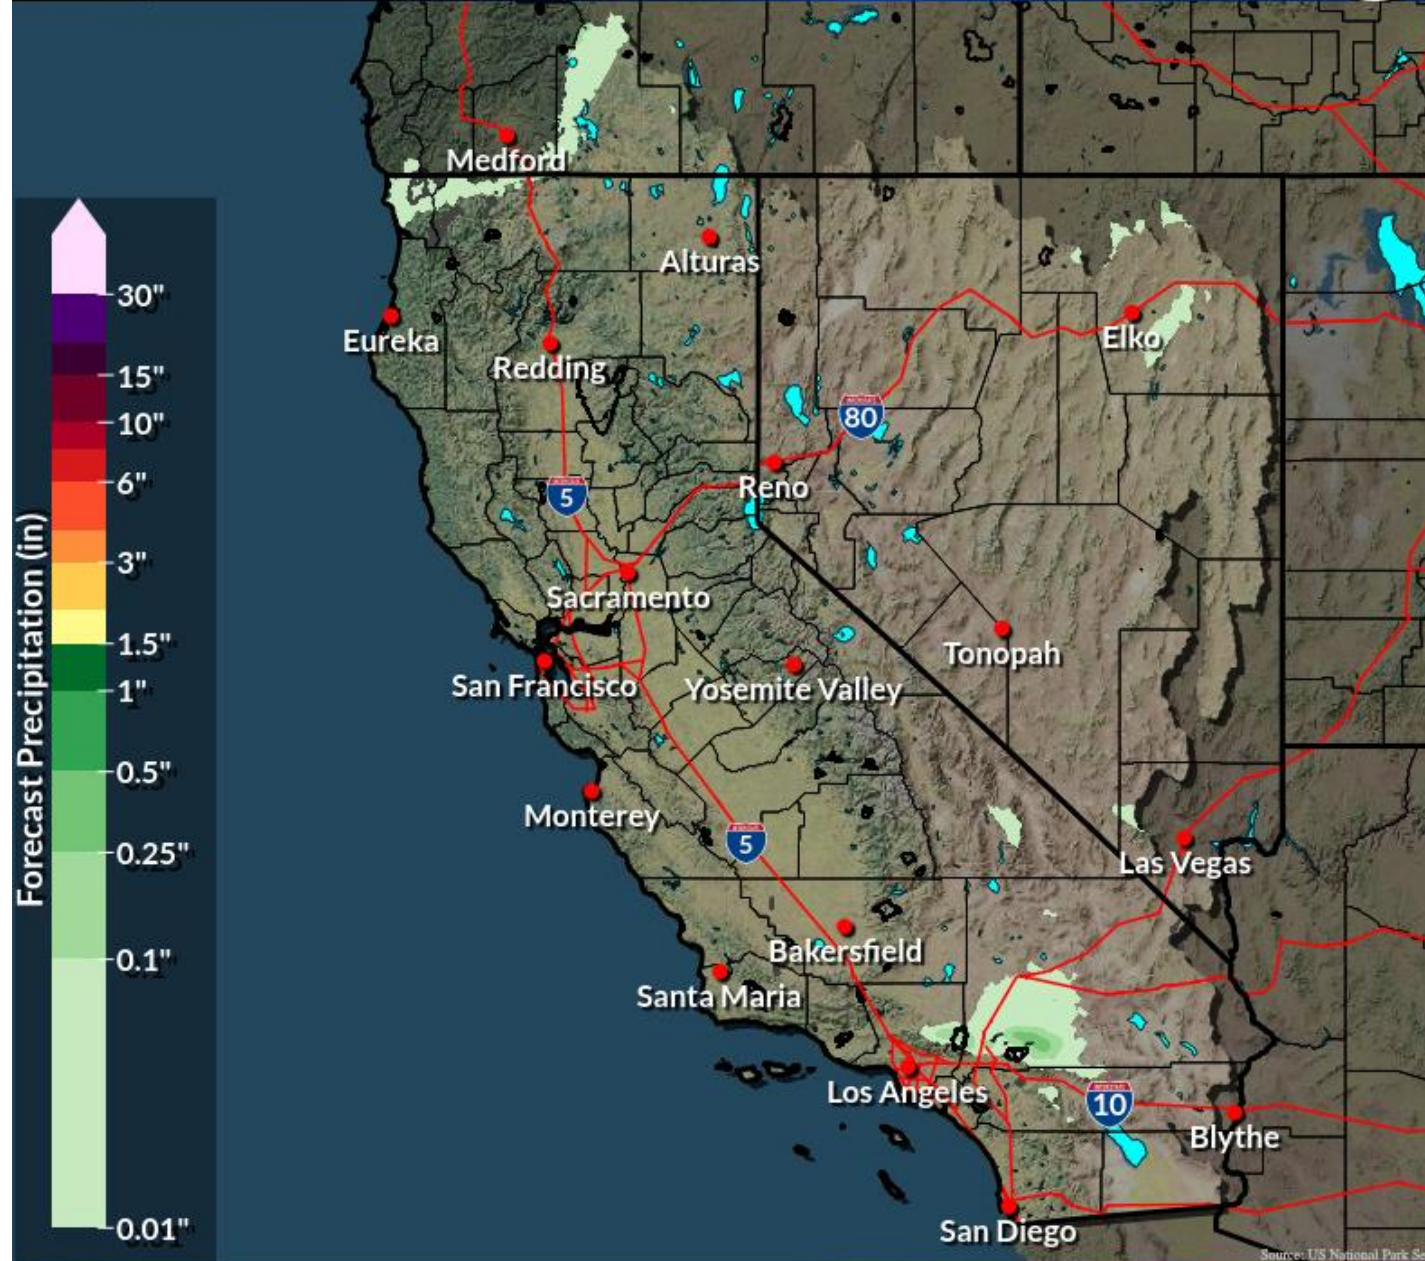 Medford
Alturas
Eureka
Redding
Elko
80
Reno
5
Sacramento
Tonopah
San Francisco
Yosemite Valley
Monterey
5
Las Vegas
Bakersfield
Santa Maria
Los Angeles
10
Blythe
San Diego
Forecast Precipitation (in)
30"
15"
10"
6"
3"
1.5"
1"
0.5"
0.25"
0.1"
0.01"
Source: US National Park Se